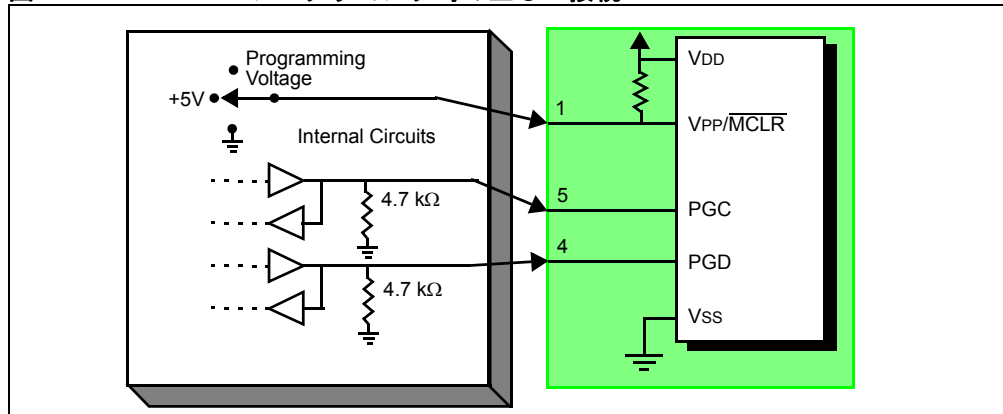 Programming
Voltage
+5V
Internal Circuits
4.7 kΩ
4.7 kΩ
1
5
4
VDD
VPP/MCLR
PGC
PGD
VSS